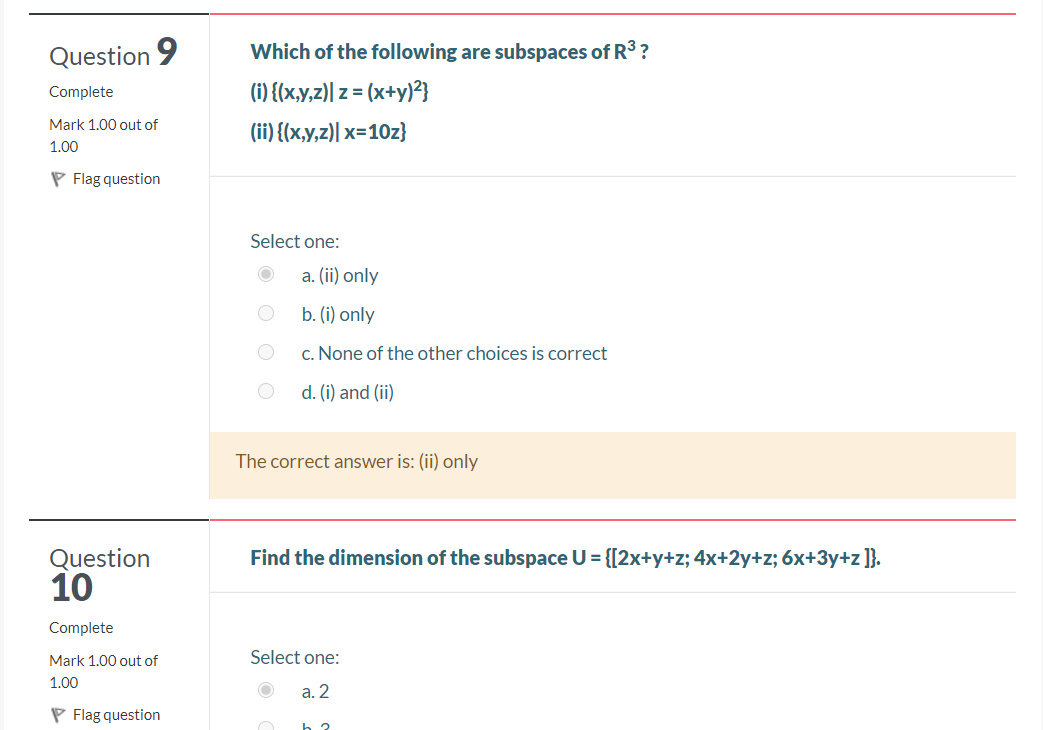 Question 9
Complete
Mark 1.00 out of
1.00
Flag question
Which of the following are subspaces of R³ ?
(i) {(x,y,z)| z = (x+y)²}
(ii) {(x,y,z)| x=10z}
Select one:
a. (ii) only
b. (i) only
c. None of the other choices is correct
d. (i) and (ii)
The correct answer is: (ii) only
Question
10
Complete
Mark 1.00 out of
1.00
Flag question
Find the dimension of the subspace U = {[2x+y+z; 4x+2y+z; 6x+3y+z ]}.
Select one:
a. 2